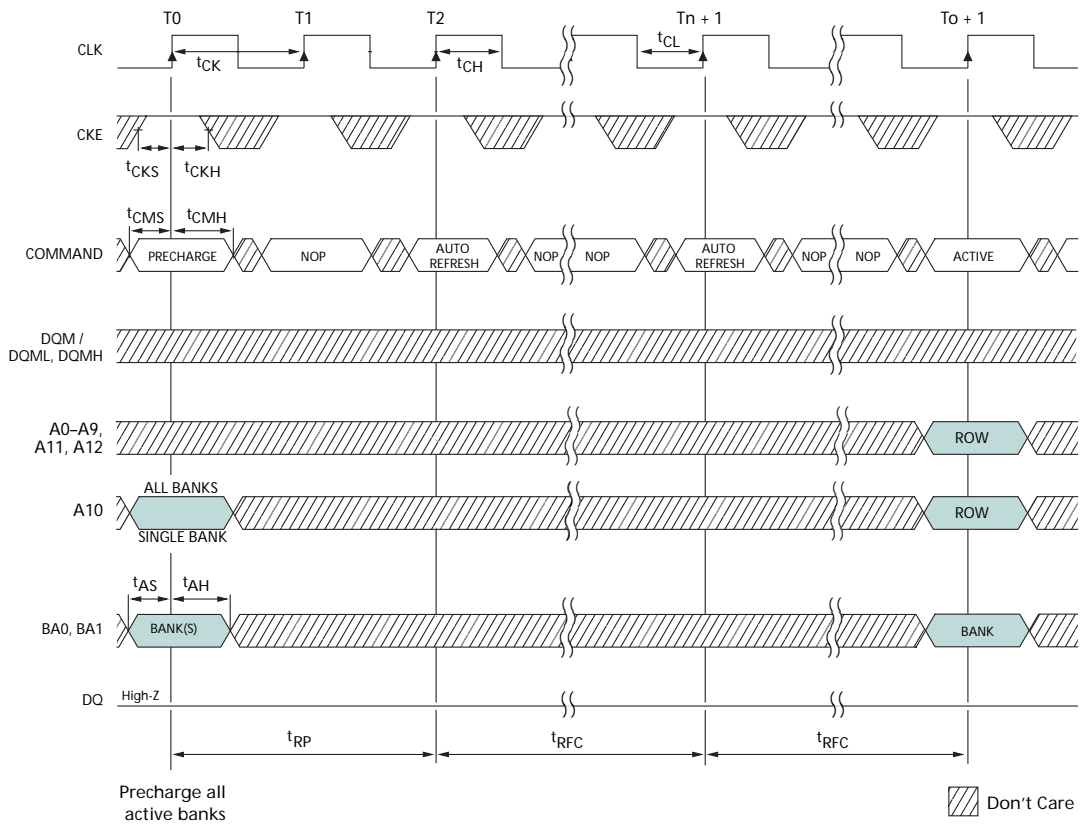 T0 T1 T2 Tn + 1 To + 1
CLK
tCK tCH tCL
CKE
tCKS tCKH
tCMS tCMH
COMMAND PRECHARGE NOP AUTO REFRESH NOP NOP AUTO REFRESH NOP NOP ACTIVE
DQM /
DQML, DQMH
A0–A9,
A11, A12 ROW
ALL BANKS
A10 ROW
SINGLE BANK
tAS tAH
BA0, BA1 BANK(S) BANK
DQ High-Z
tRP tRFC tRFC
Precharge all
active banks
Don't Care